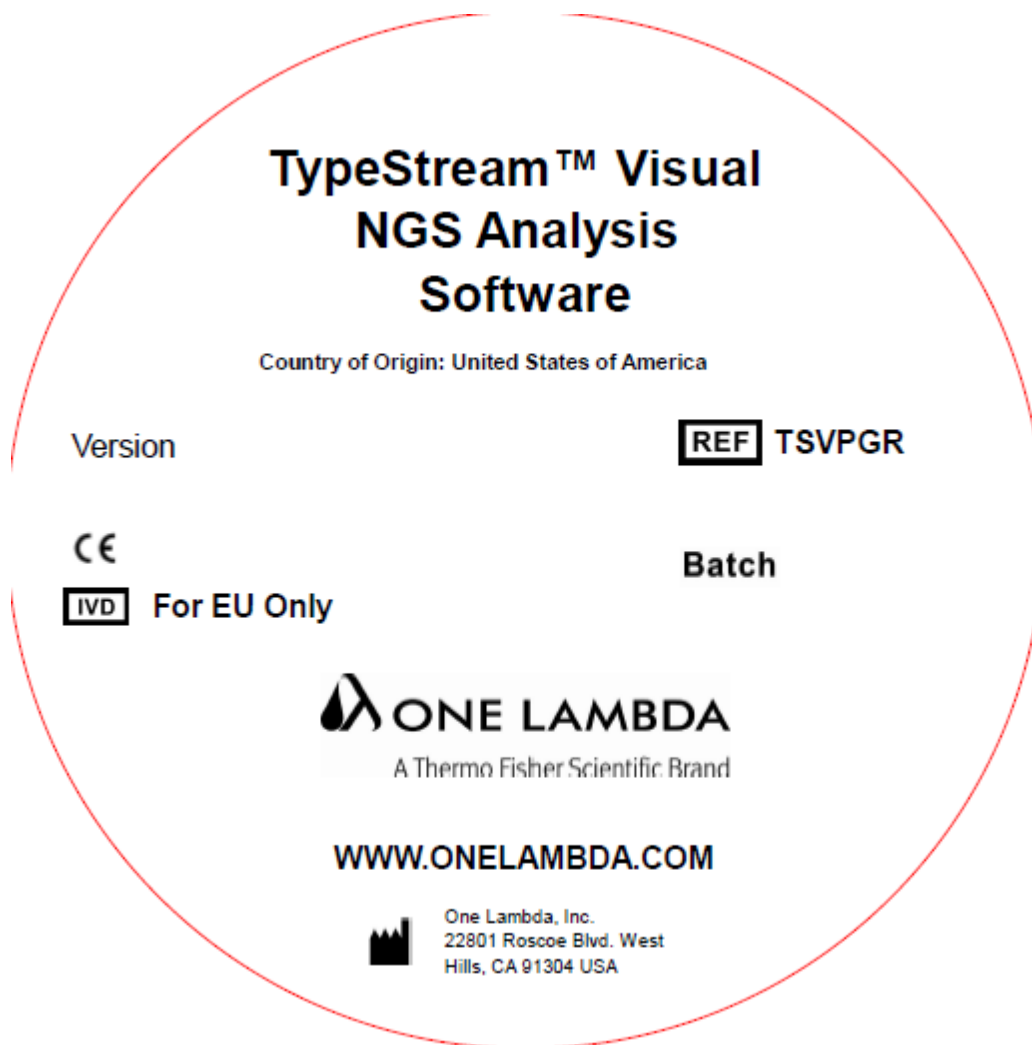 TypeStream™ Visual
NGS Analysis
Software
Country of Origin: United States of America
Version
REF TSVPGR
CE
Batch
IVD For EU Only
ONE LAMBDA
A Thermo Fisher Scientific Brand
WWW.ONELAMBDA.COM
One Lambda, Inc.
22801 Roscoe Blvd. West
Hills, CA 91304 USA